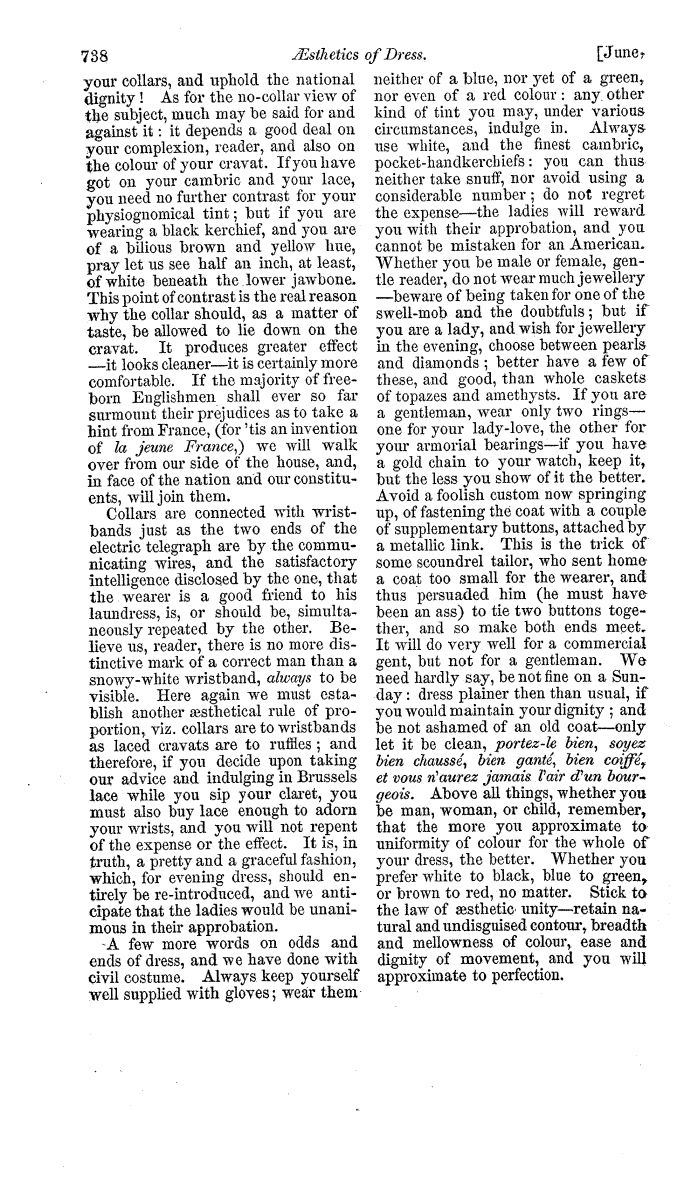 738 Æsthetics of Dress. [June,
your collars, and uphold the national
dignity! As for the no-collar view of
the subject, much may be said for and
against it: it depends a good deal on
your complexion, reader, and also on
the colour of your cravat. If you have
got on your cambric and your lace,
you need no further contrast for your
physiognomical tint; but if you are
wearing a black kerchief, and you are
of a bilious brown and yellow hue,
pray let us see half an inch, at least,
of white beneath the lower jawbone.
This point of contrast is the real reason
why the collar should, as a matter of
taste, be allowed to lie down on the
cravat. It produces greater effect
—it looks cleaner—it is certainly more
comfortable. If the majority of free-
born Englishmen shall ever so far
surmount their prejudices as to take a
hint from France, (for 'tis an invention
of la jeune France,) we will walk
over from our side of the house, and,
in face of the nation and our constitu-
ents, will join them.
Collars are connected with wrist-
bands just as the two ends of the
electric telegraph are by the commu-
nicating wires, and the satisfactory
intelligence disclosed by the one, that
the wearer is a good friend to his
laundress, is, or should be, simulta-
neously repeated by the other. Be-
lieve us, reader, there is no more dis-
tinctive mark of a correct man than a
snowy-white wristband, always to be
visible. Here again we must esta-
blish another æsthetical rule of pro-
portion, viz. collars are to wristbands
as laced cravats are to ruffles; and
therefore, if you decide upon taking
our advice and indulging in Brussels
lace while you sip your claret, you
must also buy lace enough to adorn
your wrists, and you will not repent
of the expense or the effect. It is, in
truth, a pretty and a graceful fashion,
which, for evening dress, should en-
tirely be re-introduced, and we anti-
cipate that the ladies would be unani-
mous in their approbation.
A few more words on odds and
ends of dress, and we have done with
civil costume. Always keep yourself
well supplied with gloves; wear them
neither of a blue, nor yet of a green,
nor even of a red colour: any other
kind of tint you may, under various
circumstances, indulge in. Always
use white, and the finest cambric,
pocket-handkerchiefs: you can thus
neither take snuff, nor avoid using a
considerable number; do not regret
the expense—the ladies will reward
you with their approbation, and you
cannot be mistaken for an American.
Whether you be male or female, gen-
tle reader, do not wear much jewellery
—beware of being taken for one of the
swell-mob and the doubtfuls; but if
you are a lady, and wish for jewellery
in the evening, choose between pearls
and diamonds; better have a few of
these, and good, than whole caskets
of topazes and amethysts. If you are
a gentleman, wear only two rings—
one for your lady-love, the other for
your armorial bearings—if you have
a gold chain to your watch, keep it,
but the less you show of it the better.
Avoid a foolish custom now springing
up, of fastening the coat with a couple
of supplementary buttons, attached by
a metallic link. This is the trick of
some scoundrel tailor, who sent home
a coat too small for the wearer, and
thus persuaded him (he must have
been an ass) to tie two buttons toge-
ther, and so make both ends meet.
It will do very well for a commercial
gent, but not for a gentleman. We
need hardly say, be not fine on a Sun-
day: dress plainer then than usual, if
you would maintain your dignity; and
be not ashamed of an old coat—only
let it be clean, portez-le bien, soyez
bien chaussé, bien ganté, bien coiffé,
et vous n'aurez jamais l'air d'un bour-
geois. Above all things, whether you
be man, woman, or child, remember,
that the more you approximate to
uniformity of colour for the whole of
your dress, the better. Whether you
prefer white to black, blue to green,
or brown to red, no matter. Stick to
the law of æsthetic unity—retain na-
tural and undisguised contour, breadth
and mellowness of colour, ease and
dignity of movement, and you will
approximate to perfection.